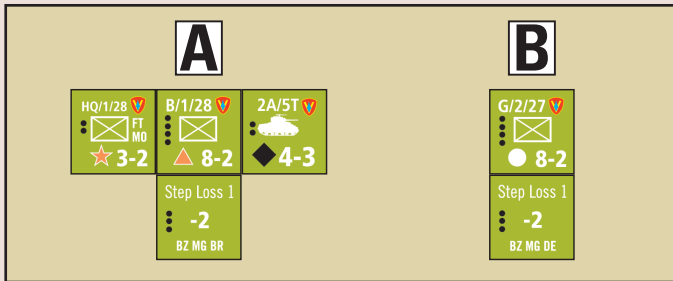 A
B
HQ/1/28
FT
MO
3-2
B/1/28
8-2
2A/5T
4-3
G/2/27
8-2
Step Loss 1
-2
BZ MG BR
Step Loss 1
-2
BZ MG DE